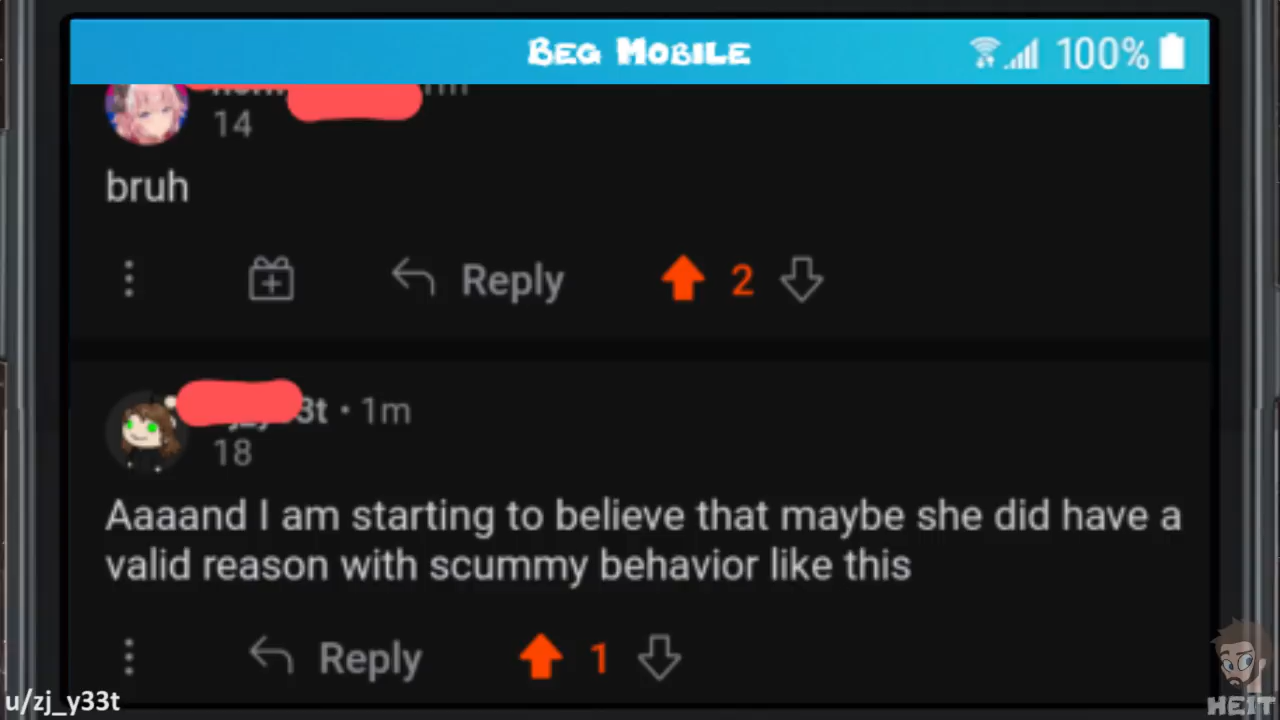 Beg Mobile
100%
14
bruh
Reply
2
3t • 1m
18
Aaaand I am starting to believe that maybe she did have a
valid reason with scummy behavior like this
Reply
1
u/zj_y33t
HEIT